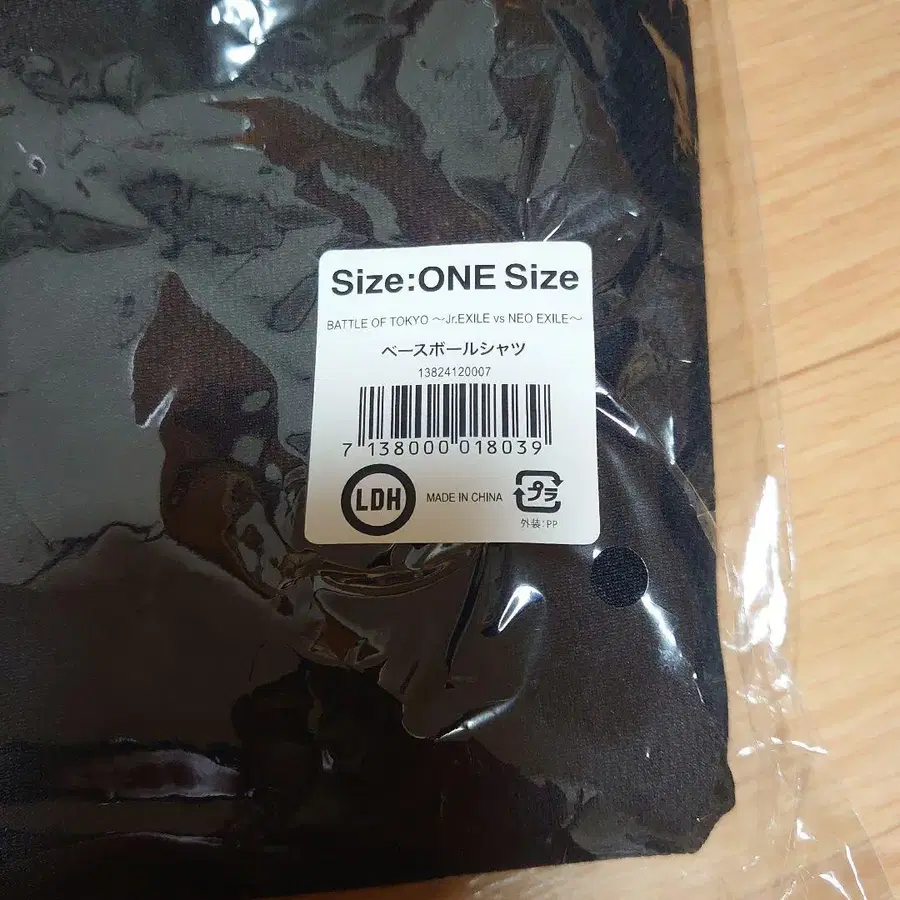 Size:ONE Size
BATTLE OF TOKYO ～Jr.EXILE vs NEO EXILE～
ベースボールシャツ
13824120007
7 138000 018039
LDH MADE IN CHINA プラ
外装:PP